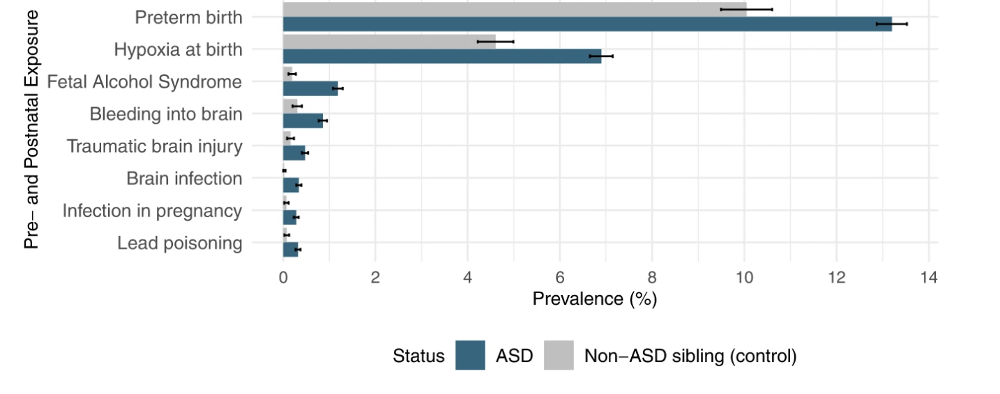 Pre– and Postnatal Exposure
Preterm birth
Hypoxia at birth
Fetal Alcohol Syndrome
Bleeding into brain
Traumatic brain injury
Brain infection
Infection in pregnancy
Lead poisoning
0 2 4 6 8 10 12 14
Prevalence (%)
Status ASD Non–ASD sibling (control)